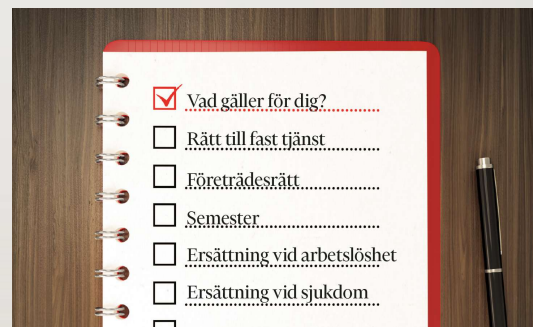 Vad gäller för dig?
Rätt till fast tjänst
Företrädesrätt
Semester
Ersättning vid arbetslöshet
Ersättning vid sjukdom